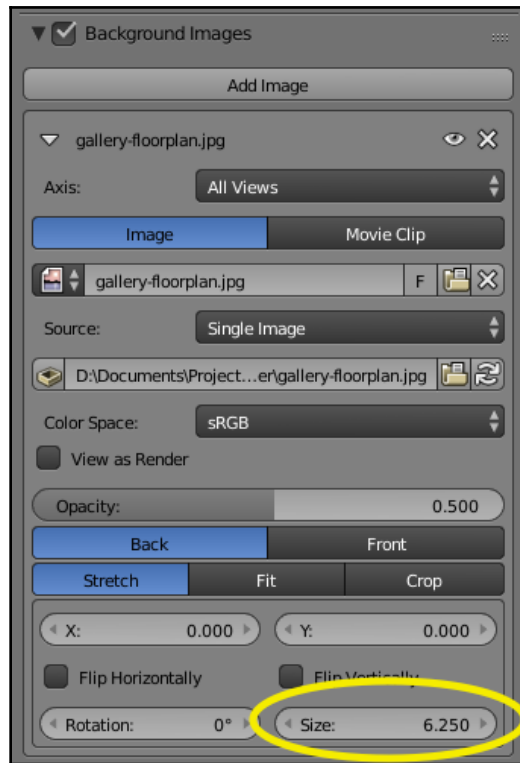 Background Images
Add Image
gallery-floorplan.jpg
Axis: All Views
Image Movie Clip
gallery-floorplan.jpg F
Source: Single Image
D:\Documents\Project...er\gallery-floorplan.jpg
Color Space: sRGB
View as Render
Opacity: 0.500
Back Front
Stretch Fit Crop
X: 0.000 Y: 0.000
Flip Horizontally Flip Vertically
Rotation: 0° Size: 6.250